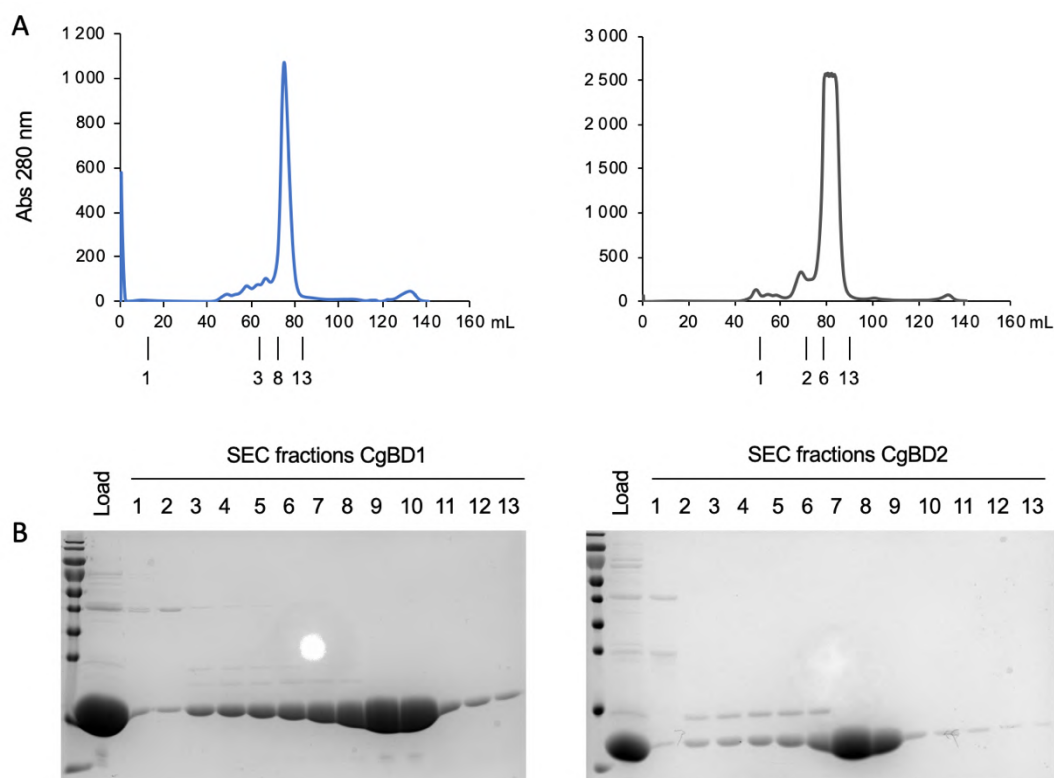 A
1 200
1 000
800
600
400
200
0
Abs 280 nm
0 20 40 60 80 100 120 140 160 mL
1 3 8 13
3 000
2 500
2 000
1 500
1 000
500
0
0 20 40 60 80 100 120 140 160 mL
1 2 6 13
SEC fractions CgBD1
Load 1 2 3 4 5 6 7 8 9 10 11 12 13
SEC fractions CgBD2
Load 1 2 3 4 5 6 7 8 9 10 11 12 13
B